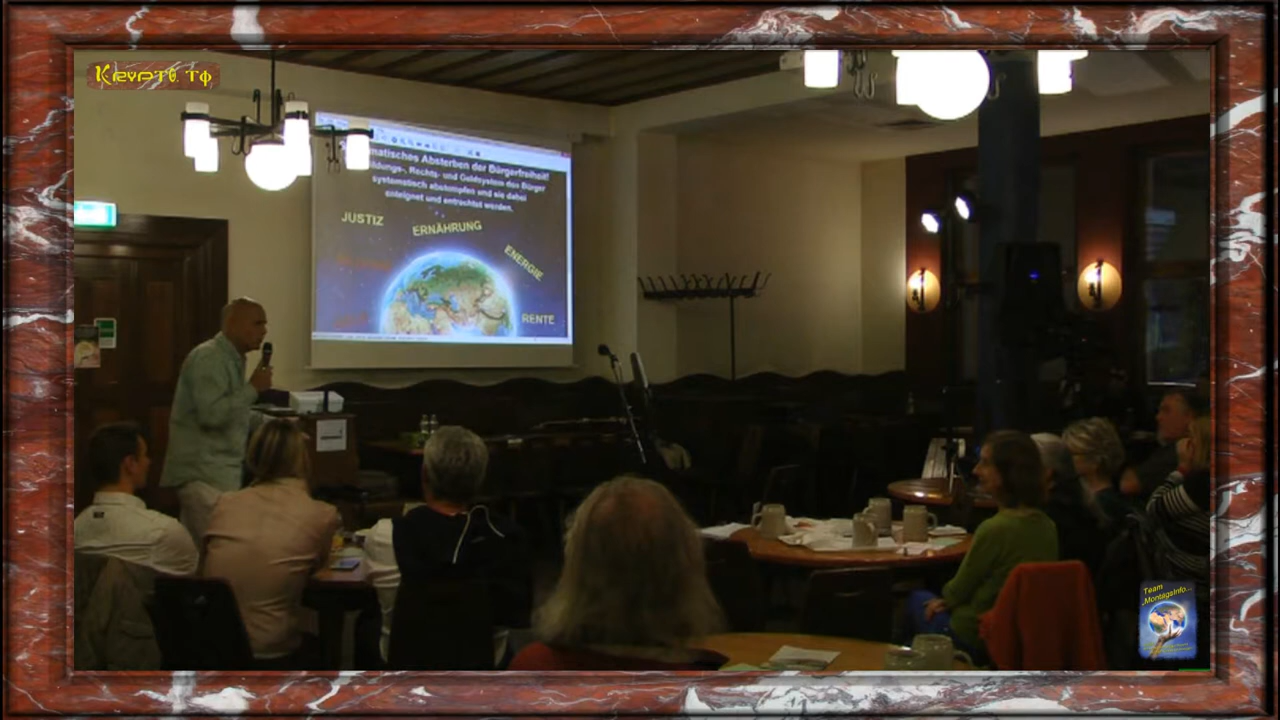 Krypto.TV
matisches Absterben der Bürgerfreiheit!
ldungs-, Rechts- und Geldsystem des Bürger
systematisch abstumpfen und sie dabei
enteignet und entrechtet werden.
JUSTIZ
ERNÄHRUNG
ENERGIE
RENTE
Team
„MontagsInfo...